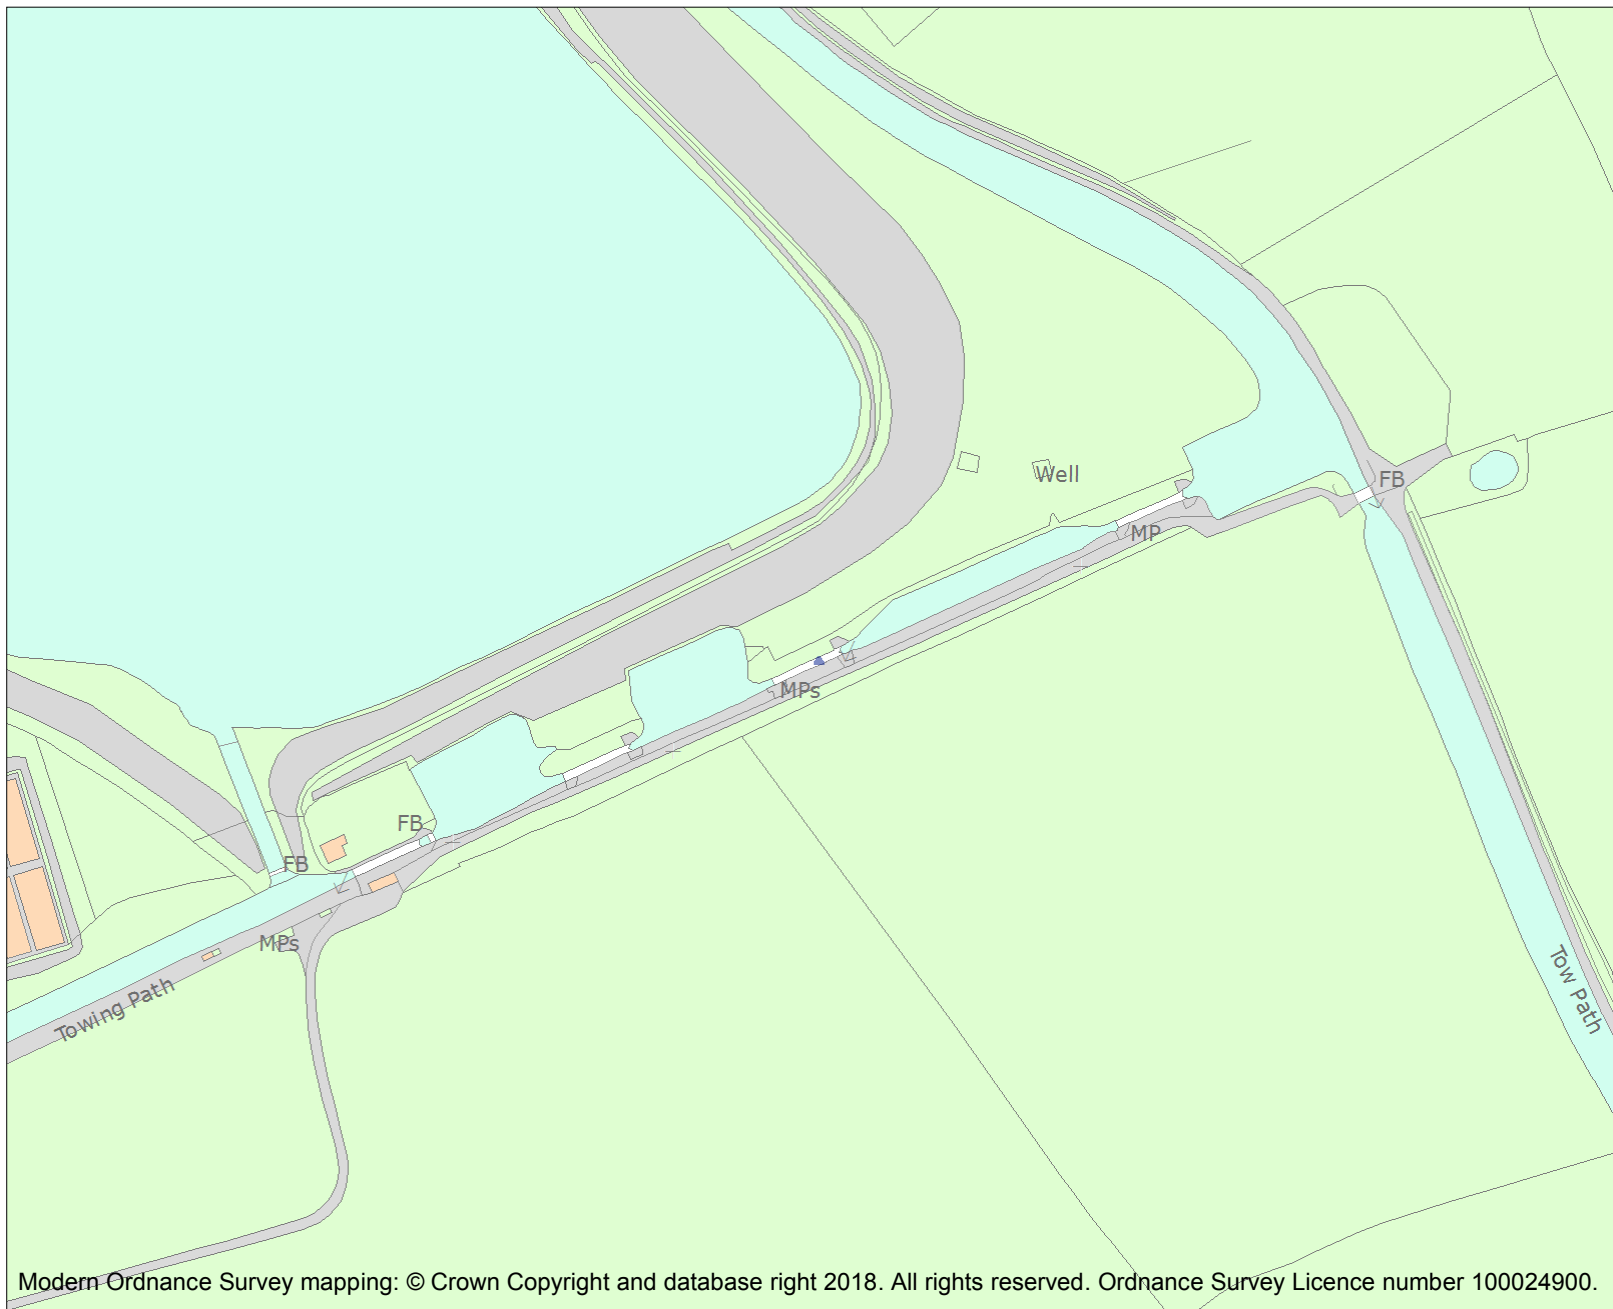 Well
FB
MP
MPs
FB
FB
MPs
Towing Path
Tow Path
Modern Ordnance Survey mapping: © Crown Copyright and database right 2018. All rights reserved. Ordnance Survey Licence number 100024900.